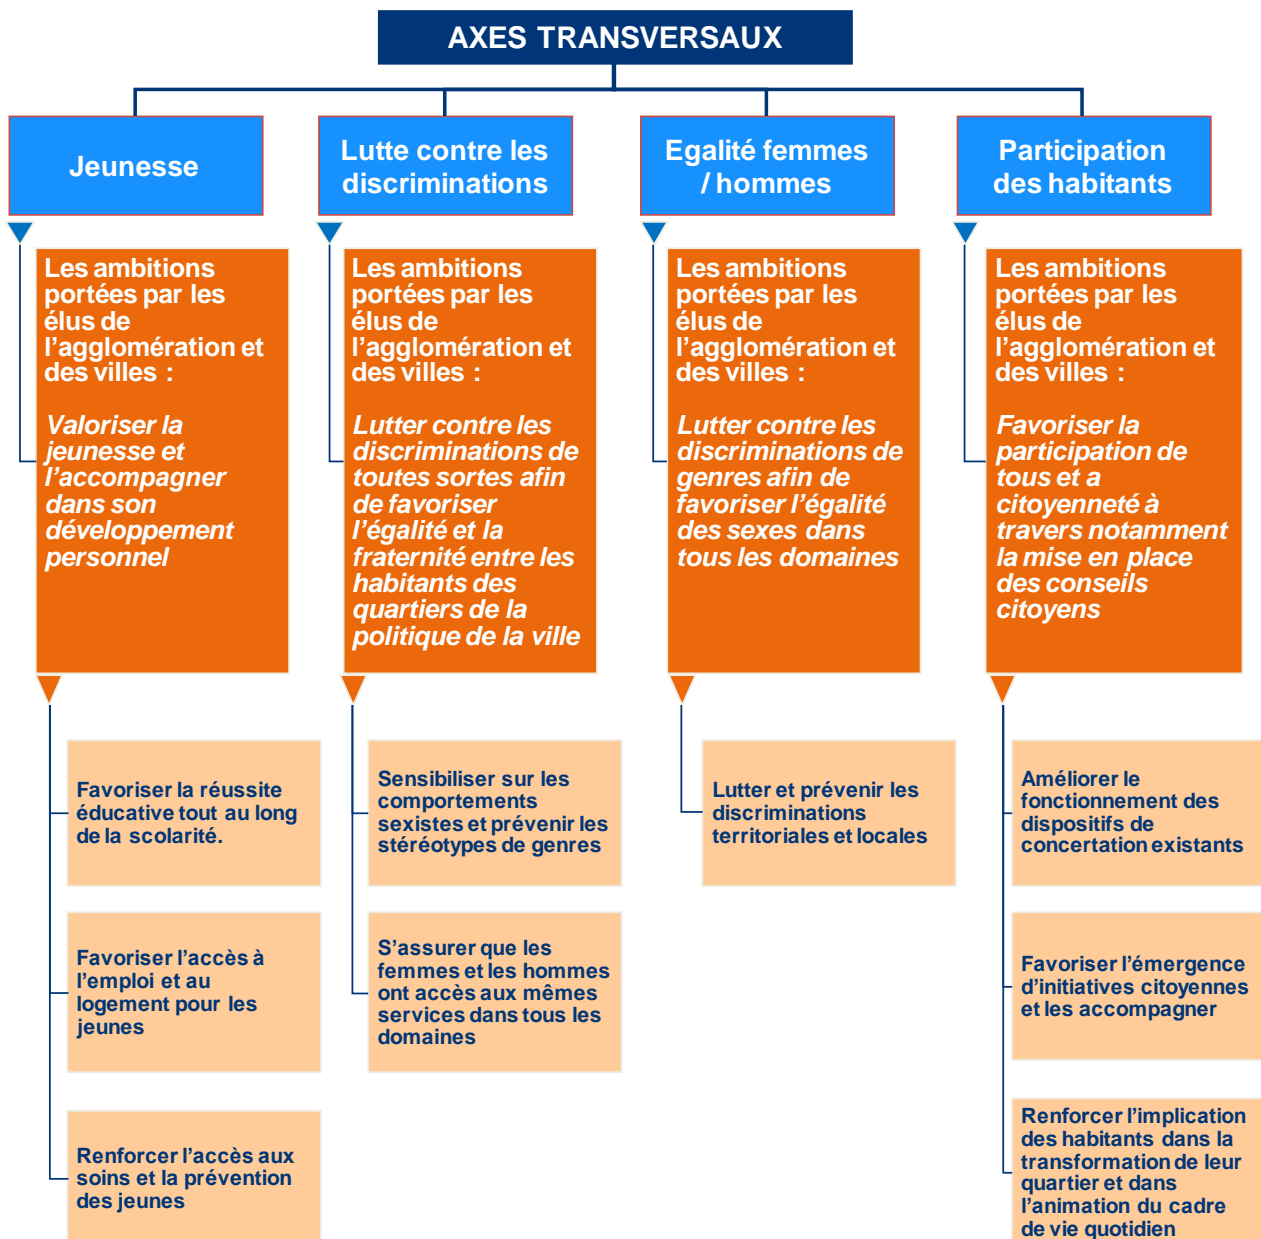 AXES TRANSVERSAUX
Jeunesse
Lutte contre les
discriminations
Egalité femmes
/ hommes
Participation
des habitants
Les ambitions
portées par les
élus de
l’agglomération et
des villes :
Valoriser la
jeunesse et
l’accompagner
dans son
développement
personnel
Les ambitions
portées par les
élus de
l’agglomération et
des villes :
Lutter contre les
discriminations de
toutes sortes afin
de favoriser
l’égalité et la
fraternité entre les
habitants des
quartiers de la
politique de la ville
Les ambitions
portées par les
élus de
l’agglomération et
des villes :
Lutter contre les
discriminations de
genres afin de
favoriser l’égalité
des sexes dans
tous les domaines
Les ambitions
portées par les
élus de
l’agglomération et
des villes :
Favoriser la
participation de
tous et a
citoyenneté à
travers notamment
la mise en place
des conseils
citoyens
Favoriser la réussite
éducative tout au long
de la scolarité.
Favoriser l’accès à
l’emploi et au
logement pour les
jeunes
Renforcer l’accès aux
soins et la prévention
des jeunes
Sensibiliser sur les
comportements
sexistes et prévenir les
stéréotypes de genres
S’assurer que les
femmes et les hommes
ont accès aux mêmes
services dans tous les
domaines
Lutter et prévenir les
discriminations
territoriales et locales
Améliorer le
fonctionnement des
dispositifs de
concertation existants
Favoriser l’émergence
d’initiatives citoyennes
et les accompagner
Renforcer l’implication
des habitants dans la
transformation de leur
quartier et dans
l’animation du cadre
de vie quotidien